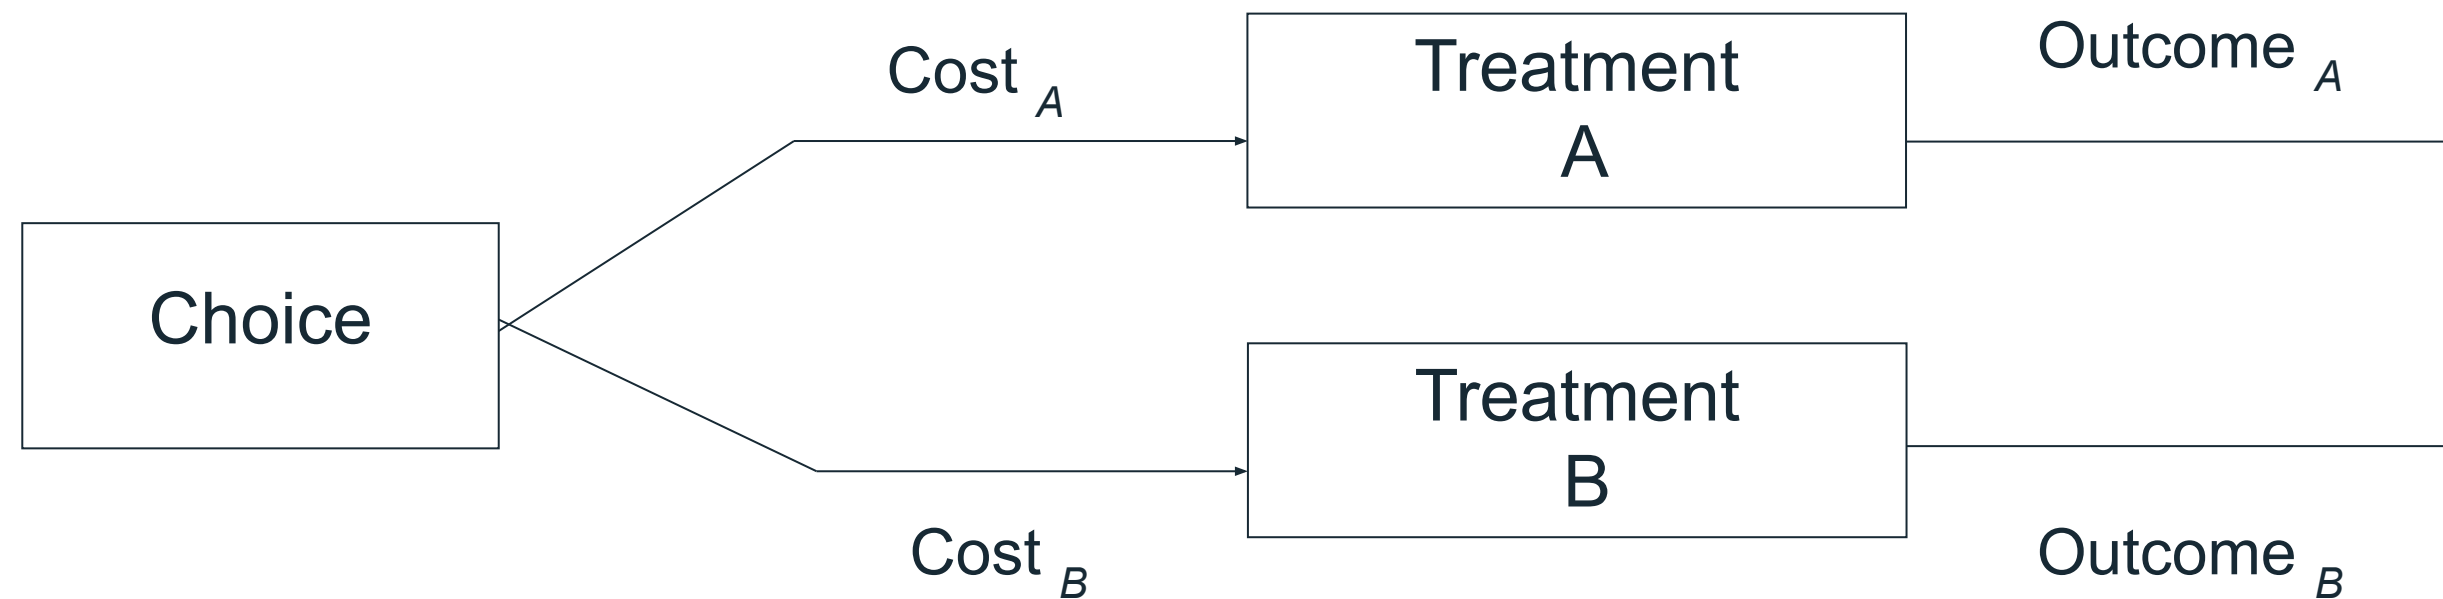 Cost A
Treatment
A
Outcome A
Choice
Treatment
B
Cost B
Outcome B